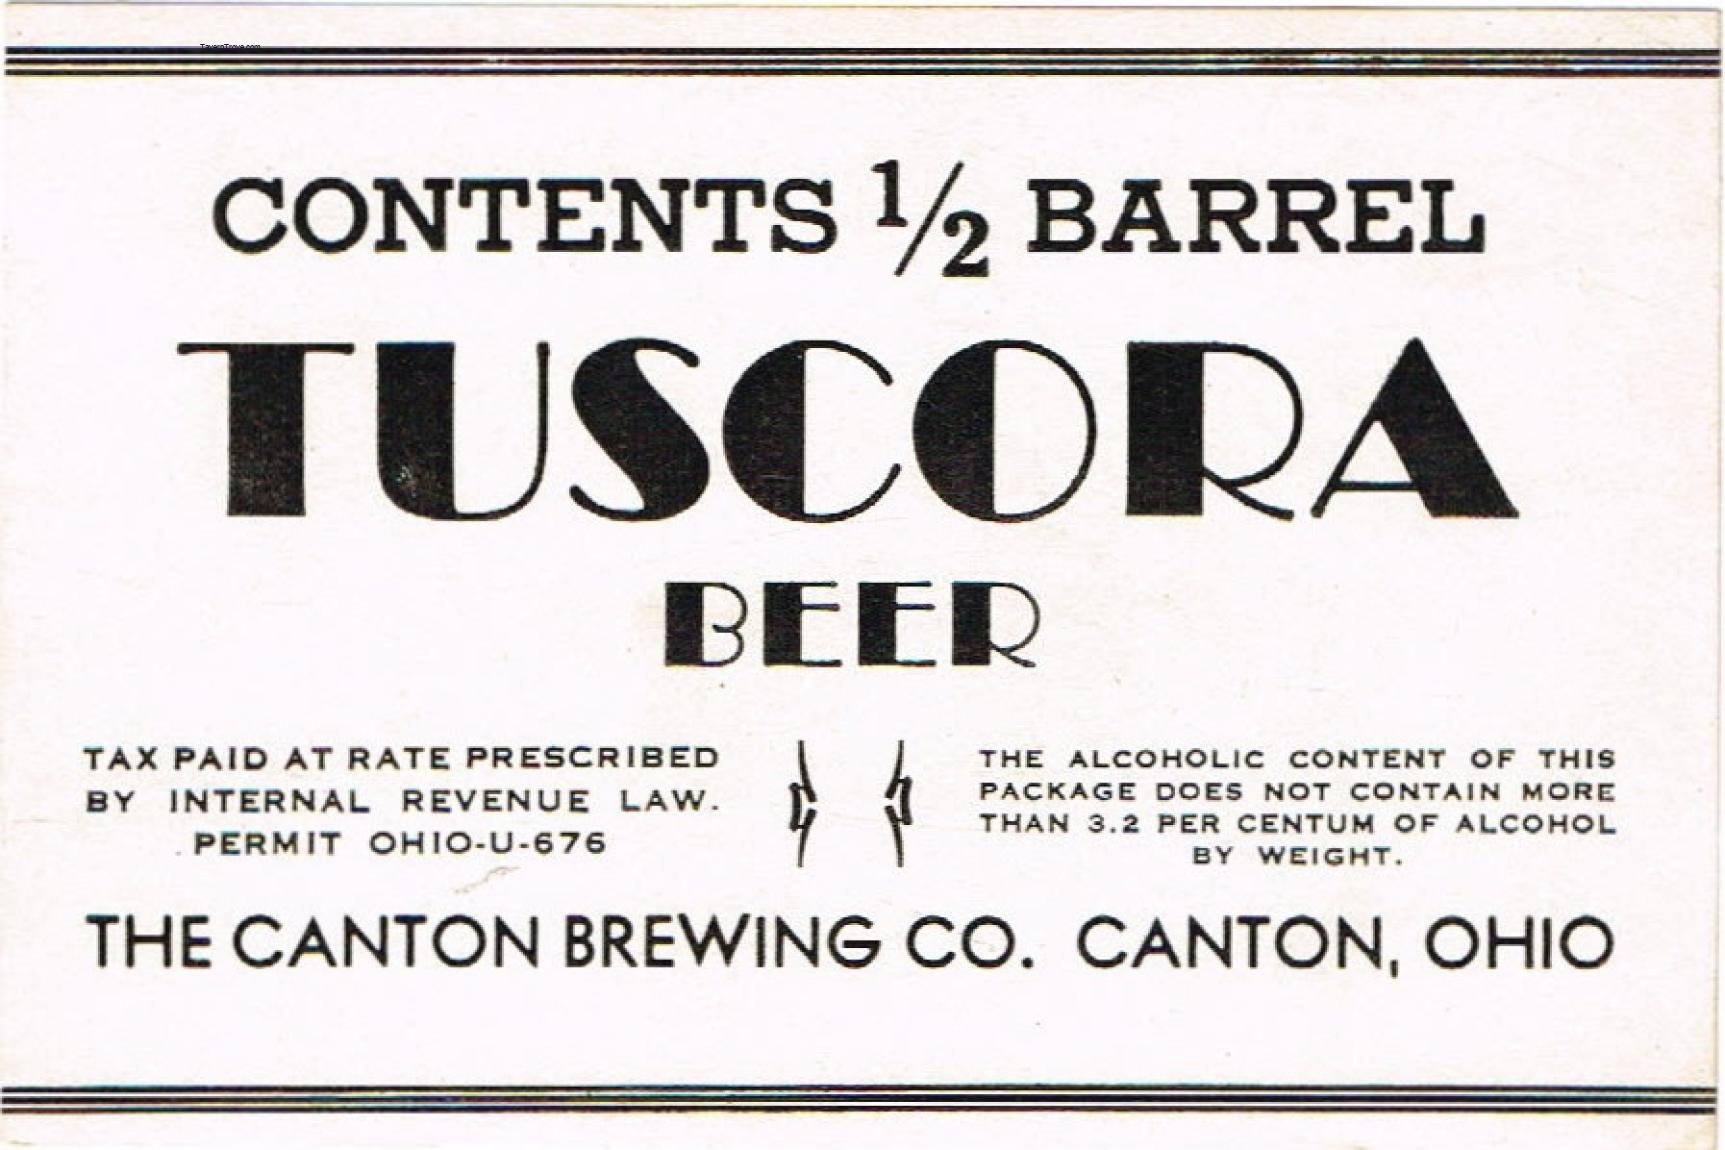 TavernTrove.com
CONTENTS 1/2 BARREL
TUSCORA
BEER
TAX PAID AT RATE PRESCRIBED
BY INTERNAL REVENUE LAW.
PERMIT OHIO-U-676
THE ALCOHOLIC CONTENT OF THIS
PACKAGE DOES NOT CONTAIN MORE
THAN 3.2 PER CENTUM OF ALCOHOL
BY WEIGHT.
THE CANTON BREWING CO. CANTON, OHIO